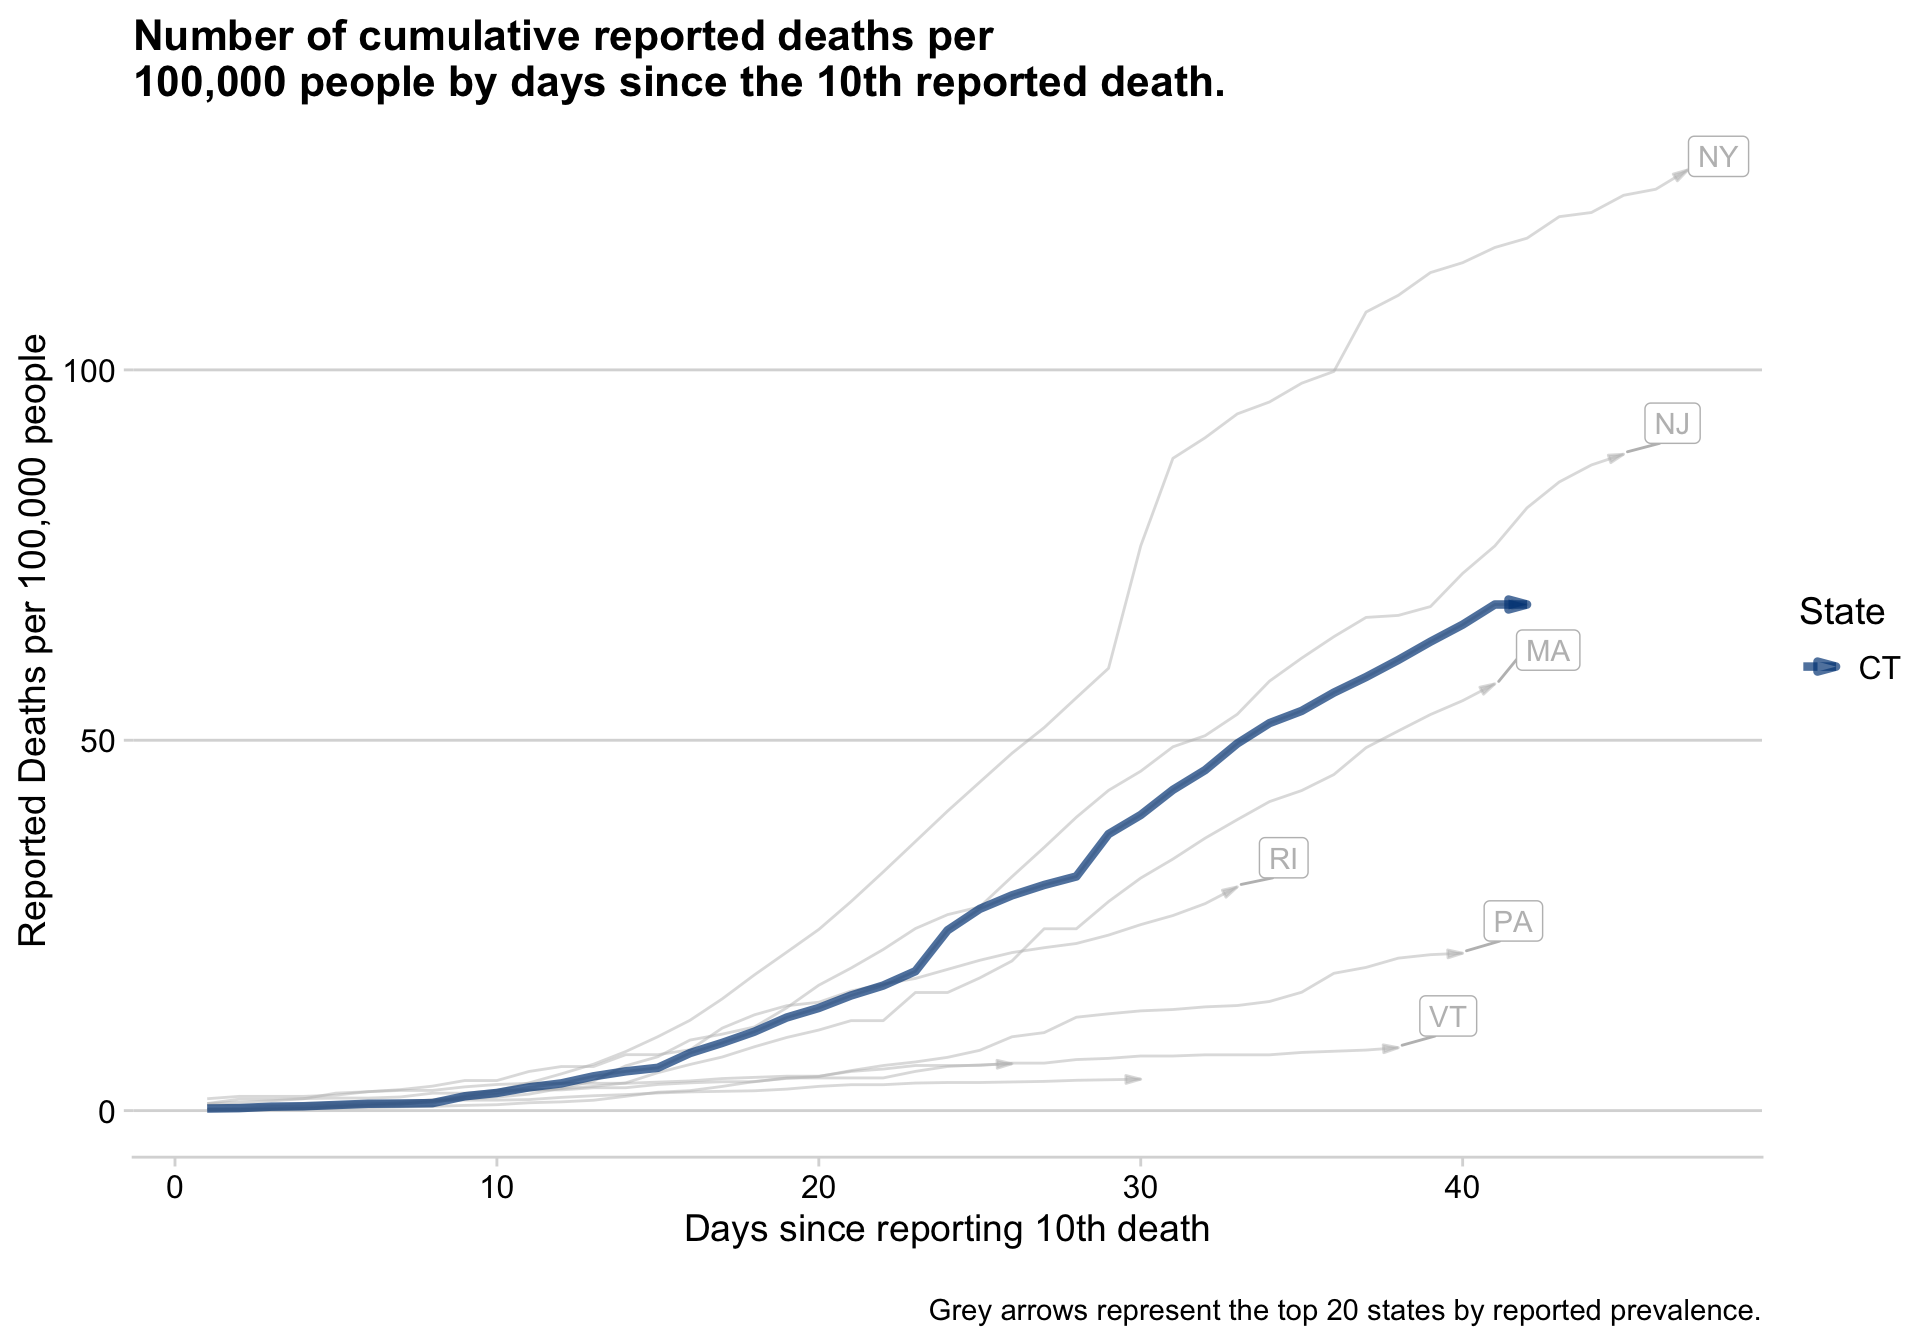 Number of cumulative reported deaths per
100,000 people by days since the 10th reported death.
Reported Deaths per 100,000 people
100
50
0
NY
NJ
MA
RI
PA
VT
State
CT
0 10 20 30 40
Days since reporting 10th death
Grey arrows represent the top 20 states by reported prevalence.